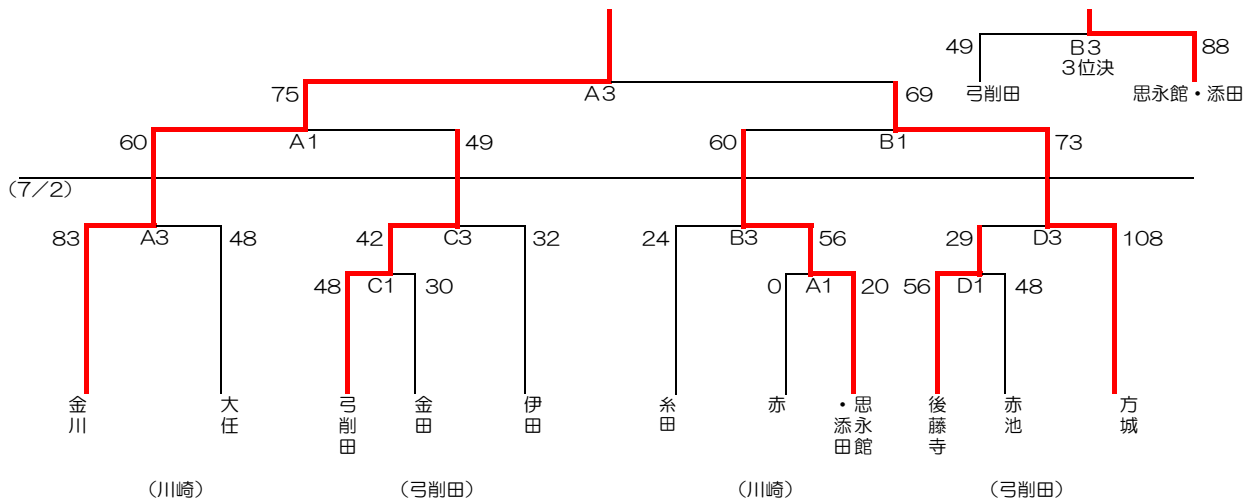 49 B3 88
3位決
弓削田 思永館・添田
75 A3 69
60 A1 49 60 B1 73
(7/2)
83 A3 48 42 C3 32 24 B3 56 29 D3 108
48 C1 30 0 A1 20 56 D1 48
金川 大任 弓削田 金田 伊田 糸田 赤 思永館・添田 後藤寺 赤池 方城
(川崎) (弓削田) (川崎) (弓削田)